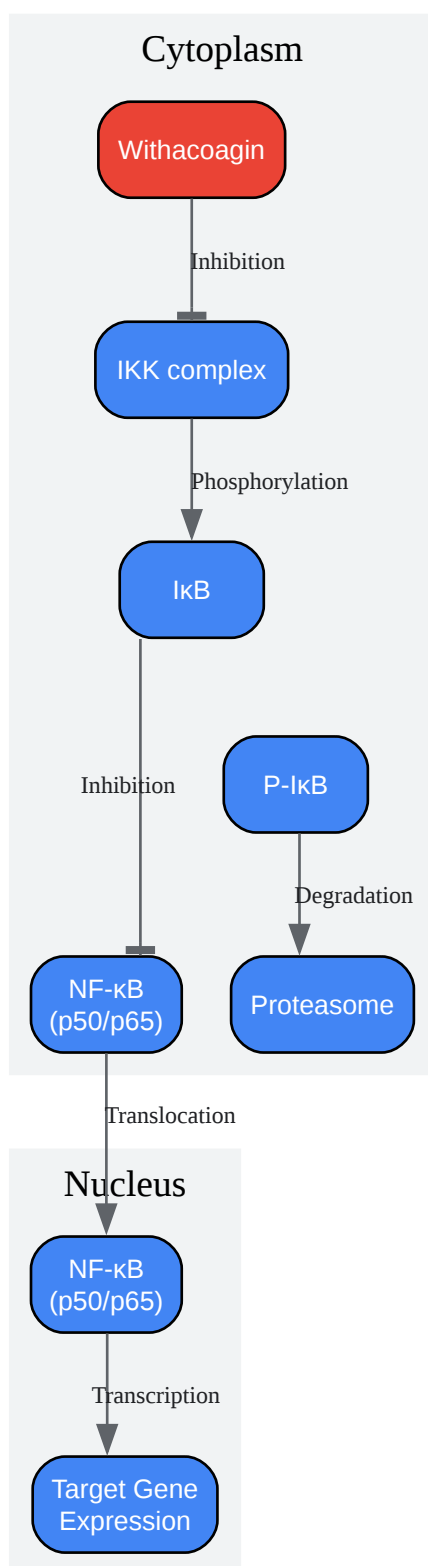 Cytoplasm
Withacoagin
Inhibition
IKK complex
Phosphorylation
IκB
P-IκB
Inhibition
Degradation
NF-κB
(p50/p65)
Proteasome
Translocation
Nucleus
NF-κB
(p50/p65)
Transcription
Target Gene
Expression